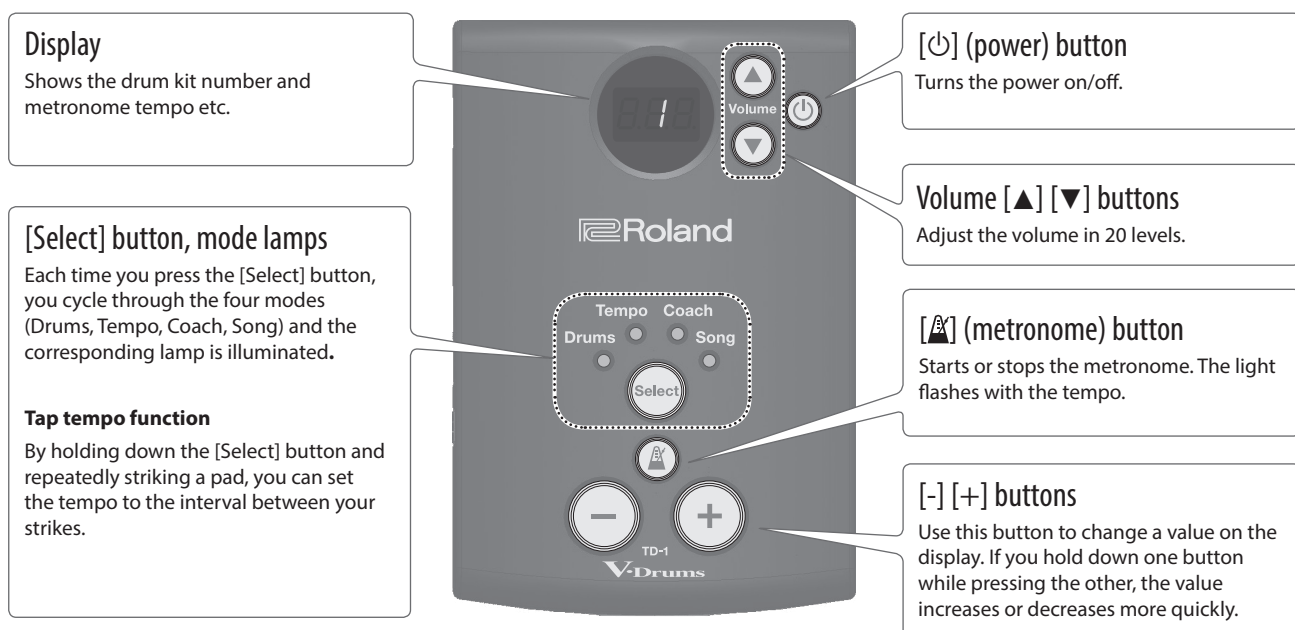 Display
Shows the drum kit number and
metronome tempo etc.
[Select] button, mode lamps
Each time you press the [Select] button,
you cycle through the four modes
(Drums, Tempo, Coach, Song) and the
corresponding lamp is illuminated.
Tap tempo function
By holding down the [Select] button and
repeatedly striking a pad, you can set
the tempo to the interval between your
strikes.
1
Volume
Roland
Tempo Coach
Drums Song
Select
TD-1
V-Drums
[⏻] (power) button
Turns the power on/off.
Volume [▲] [▼] buttons
Adjust the volume in 20 levels.
[metronome icon] (metronome) button
Starts or stops the metronome. The light
flashes with the tempo.
[-] [+] buttons
Use this button to change a value on the
display. If you hold down one button
while pressing the other, the value
increases or decreases more quickly.